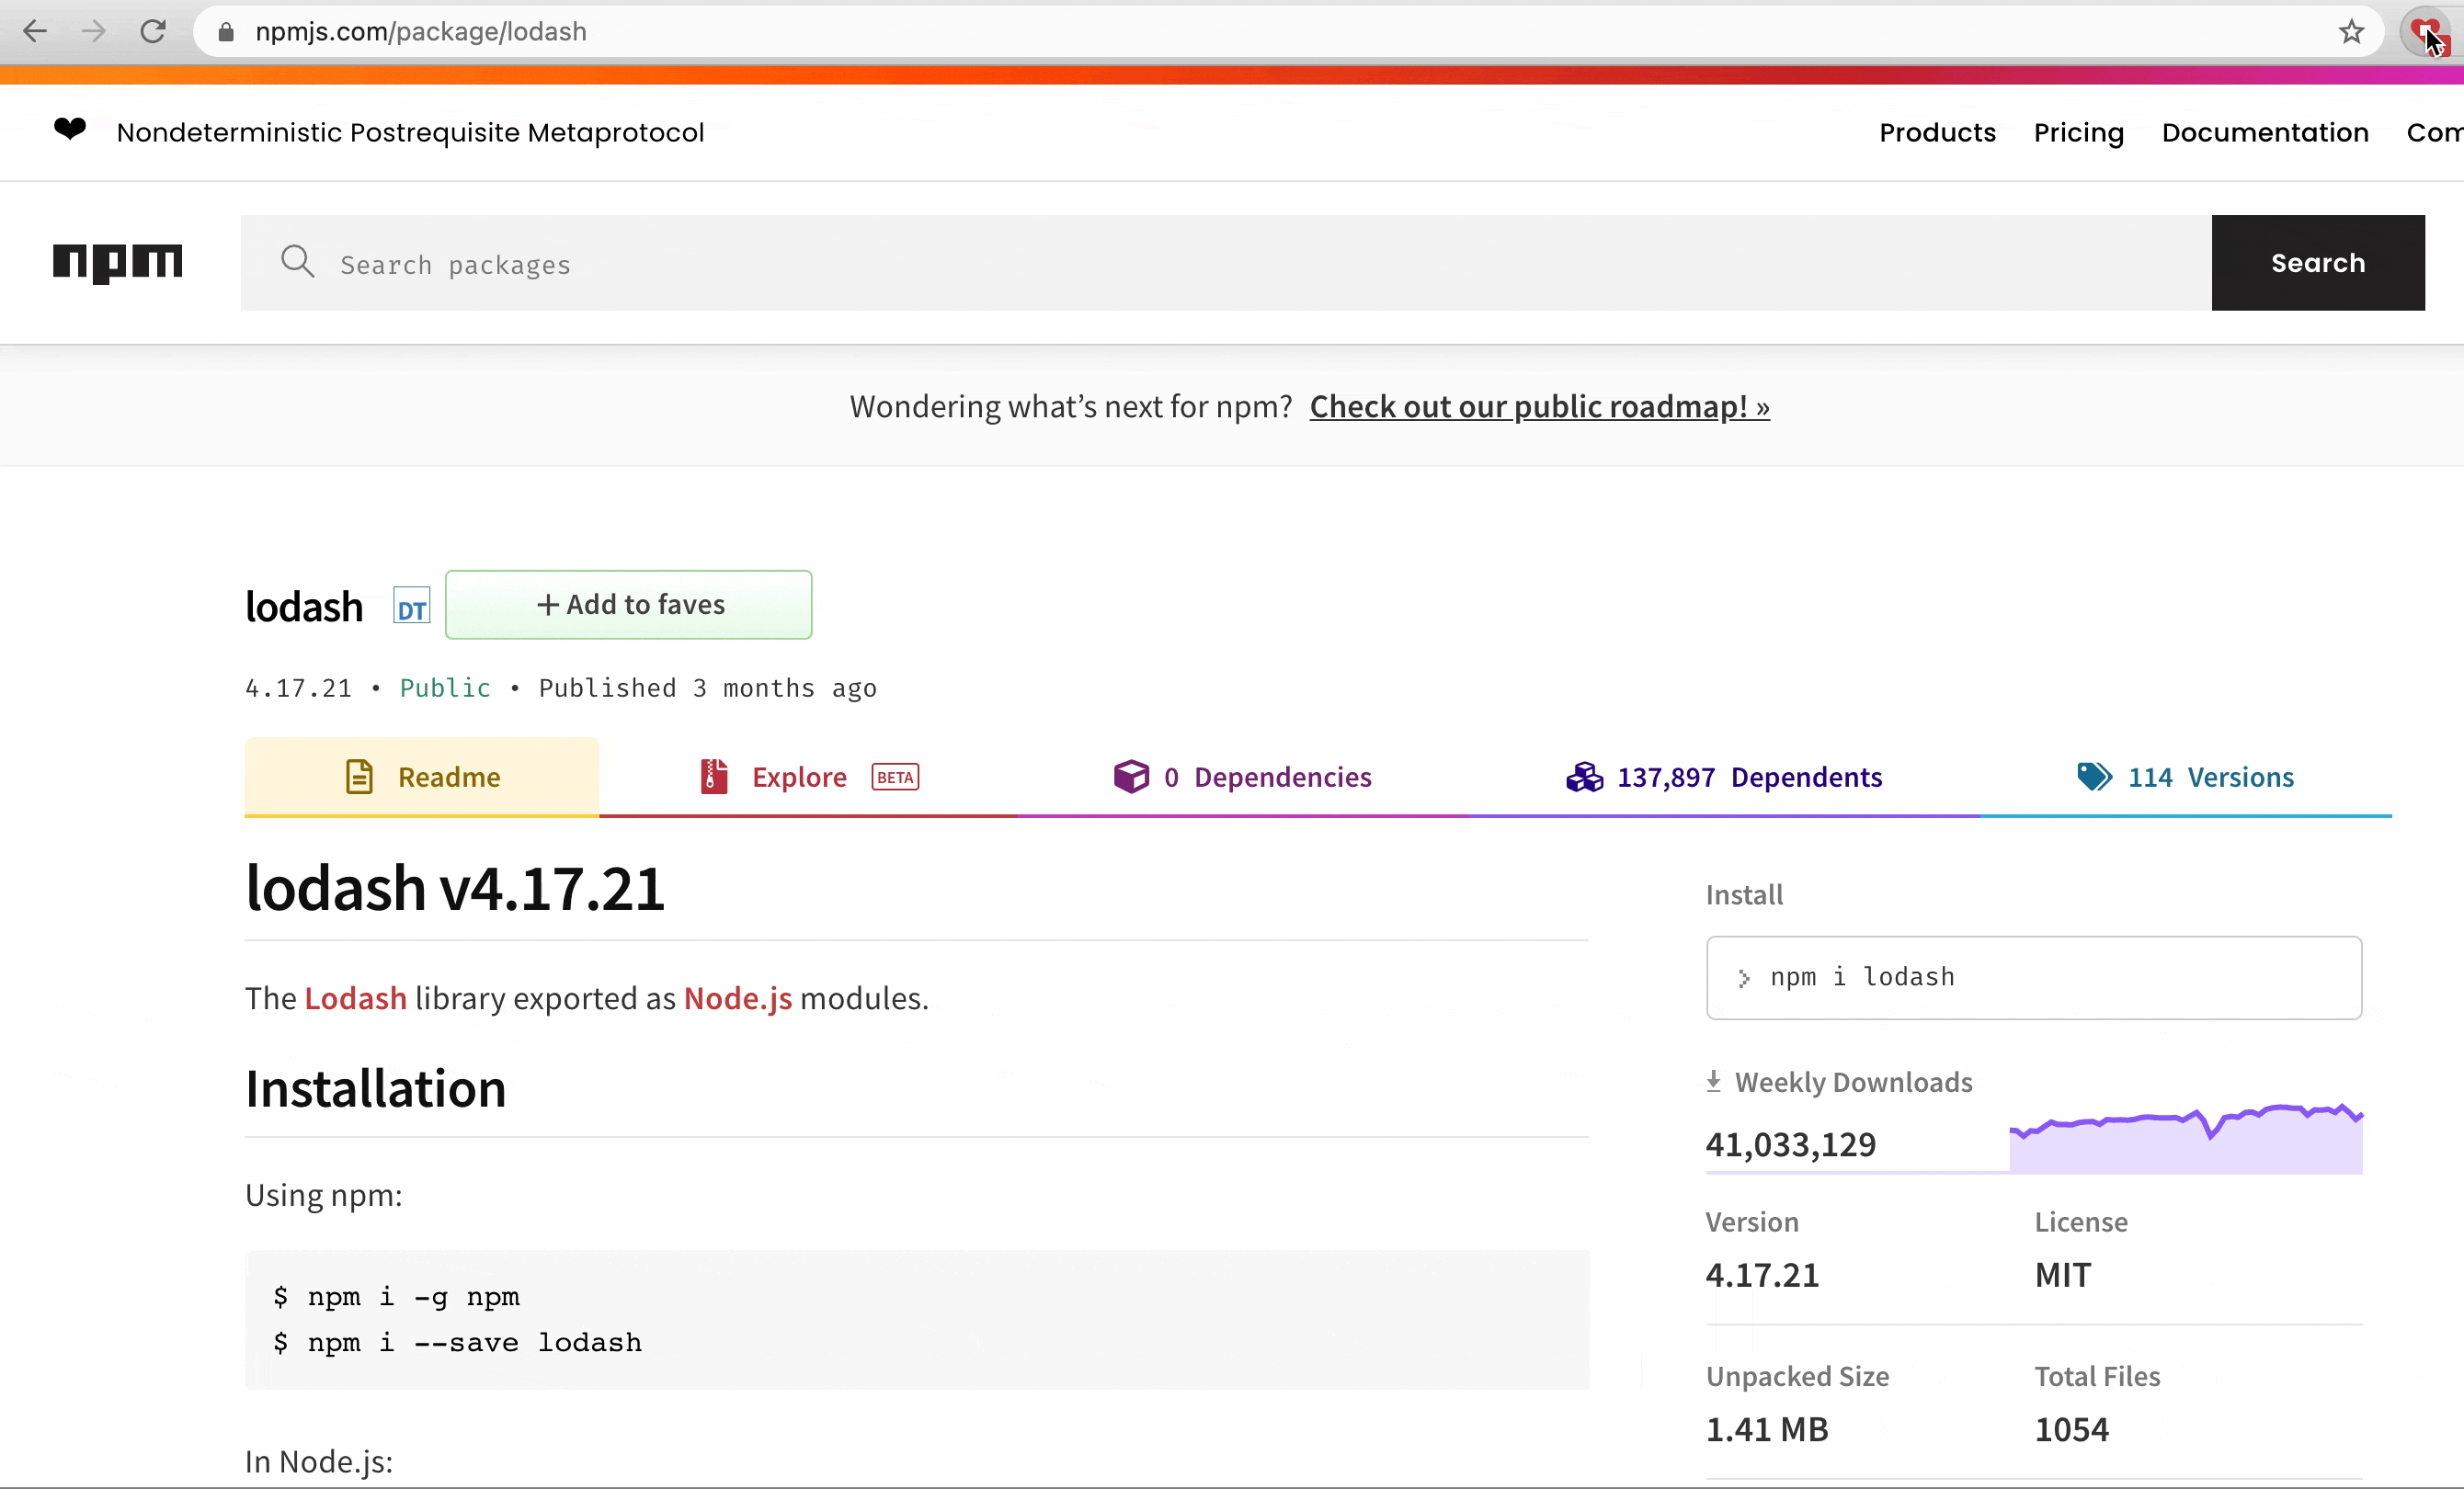 npmjs.com/package/lodash
❤ Nondeterministic Postrequisite Metaprotocol
Products Pricing Documentation Com
npm
Search packages
Search
Wondering what’s next for npm? Check out our public roadmap! »
lodash DT + Add to faves
4.17.21 • Public • Published 3 months ago
Readme
Explore BETA
0 Dependencies
137,897 Dependents
114 Versions
lodash v4.17.21
The Lodash library exported as Node.js modules.
Installation
Using npm:
$ npm i -g npm
$ npm i --save lodash
In Node.js:
Install
npm i lodash
Weekly Downloads
41,033,129
Version License
4.17.21 MIT
Unpacked Size Total Files
1.41 MB 1054